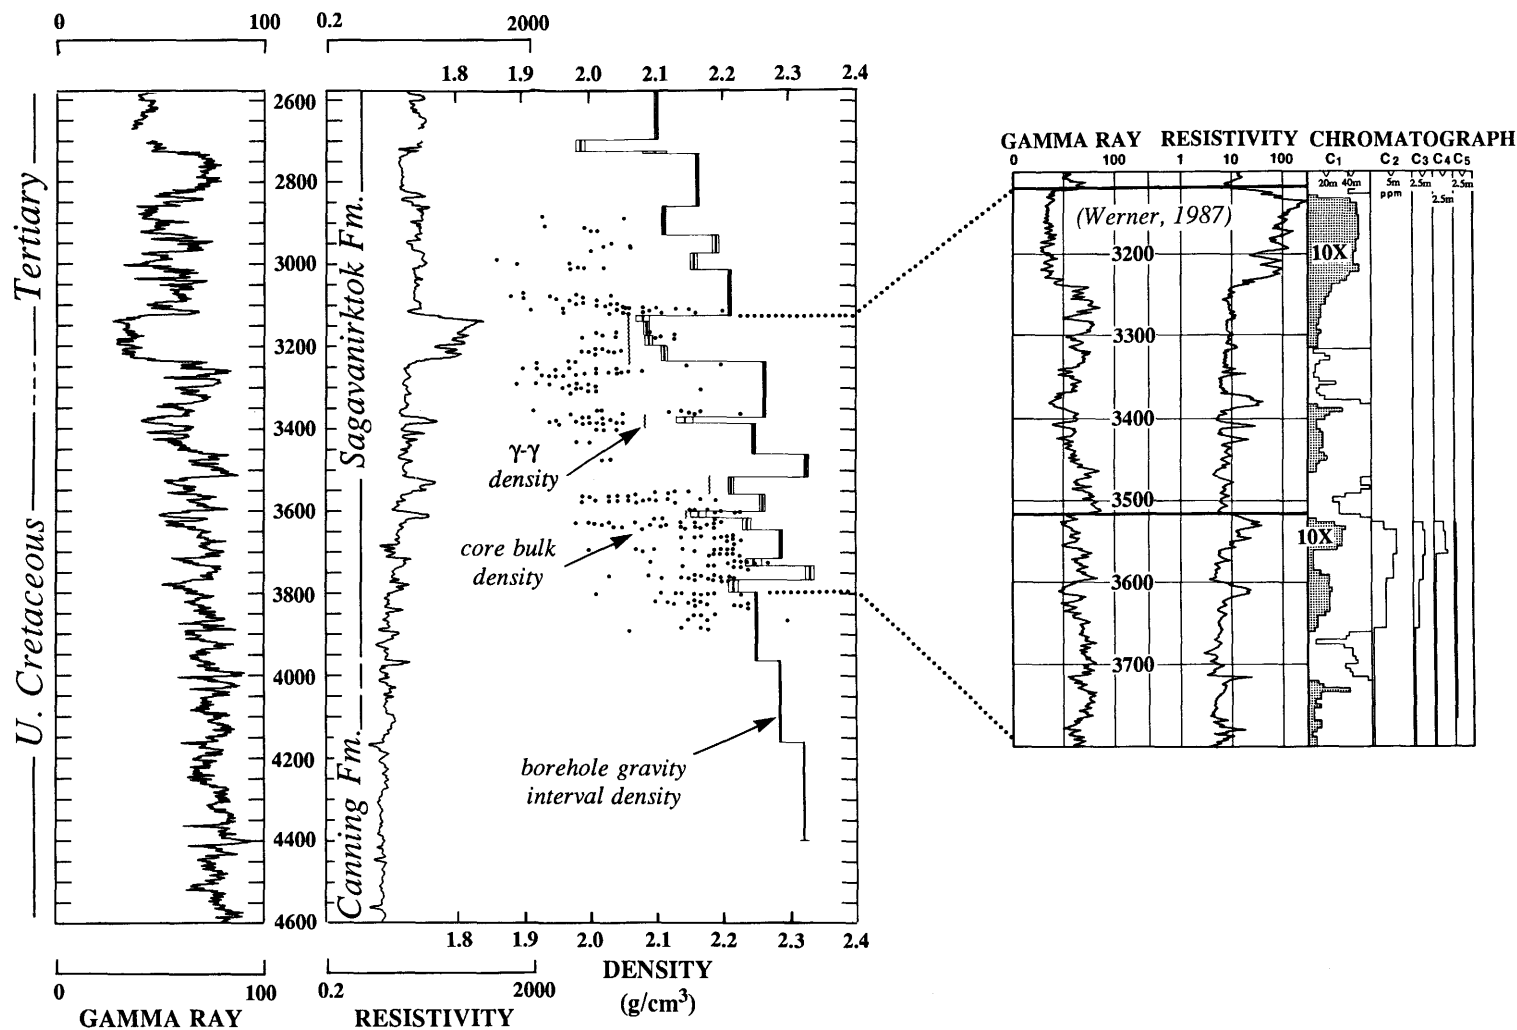 0 100 0.2 2000
1.8 1.9 2.0 2.1 2.2 2.3 2.4
U. Cretaceous
Tertiary
2600
2800
3000
3200
3400
3600
3800
4000
4200
4400
4600
Sagavanirktok Fm.
Canning Fm.
γ-γ
density
core bulk
density
borehole gravity
interval density
1.8 1.9 2.0 2.1 2.2 2.3 2.4
DENSITY
(g/cm³)
0 100 0.2 2000
GAMMA RAY RESISTIVITY
GAMMA RAY RESISTIVITY CHROMATOGRAPH
0 100 1 10 100 C1 C2 C3 C4 C5
20m 40m 5m 2.5m 2.5m
ppm 2.5m
(Werner, 1987)
10X
3200
3300
3400
3500
10X
3600
3700